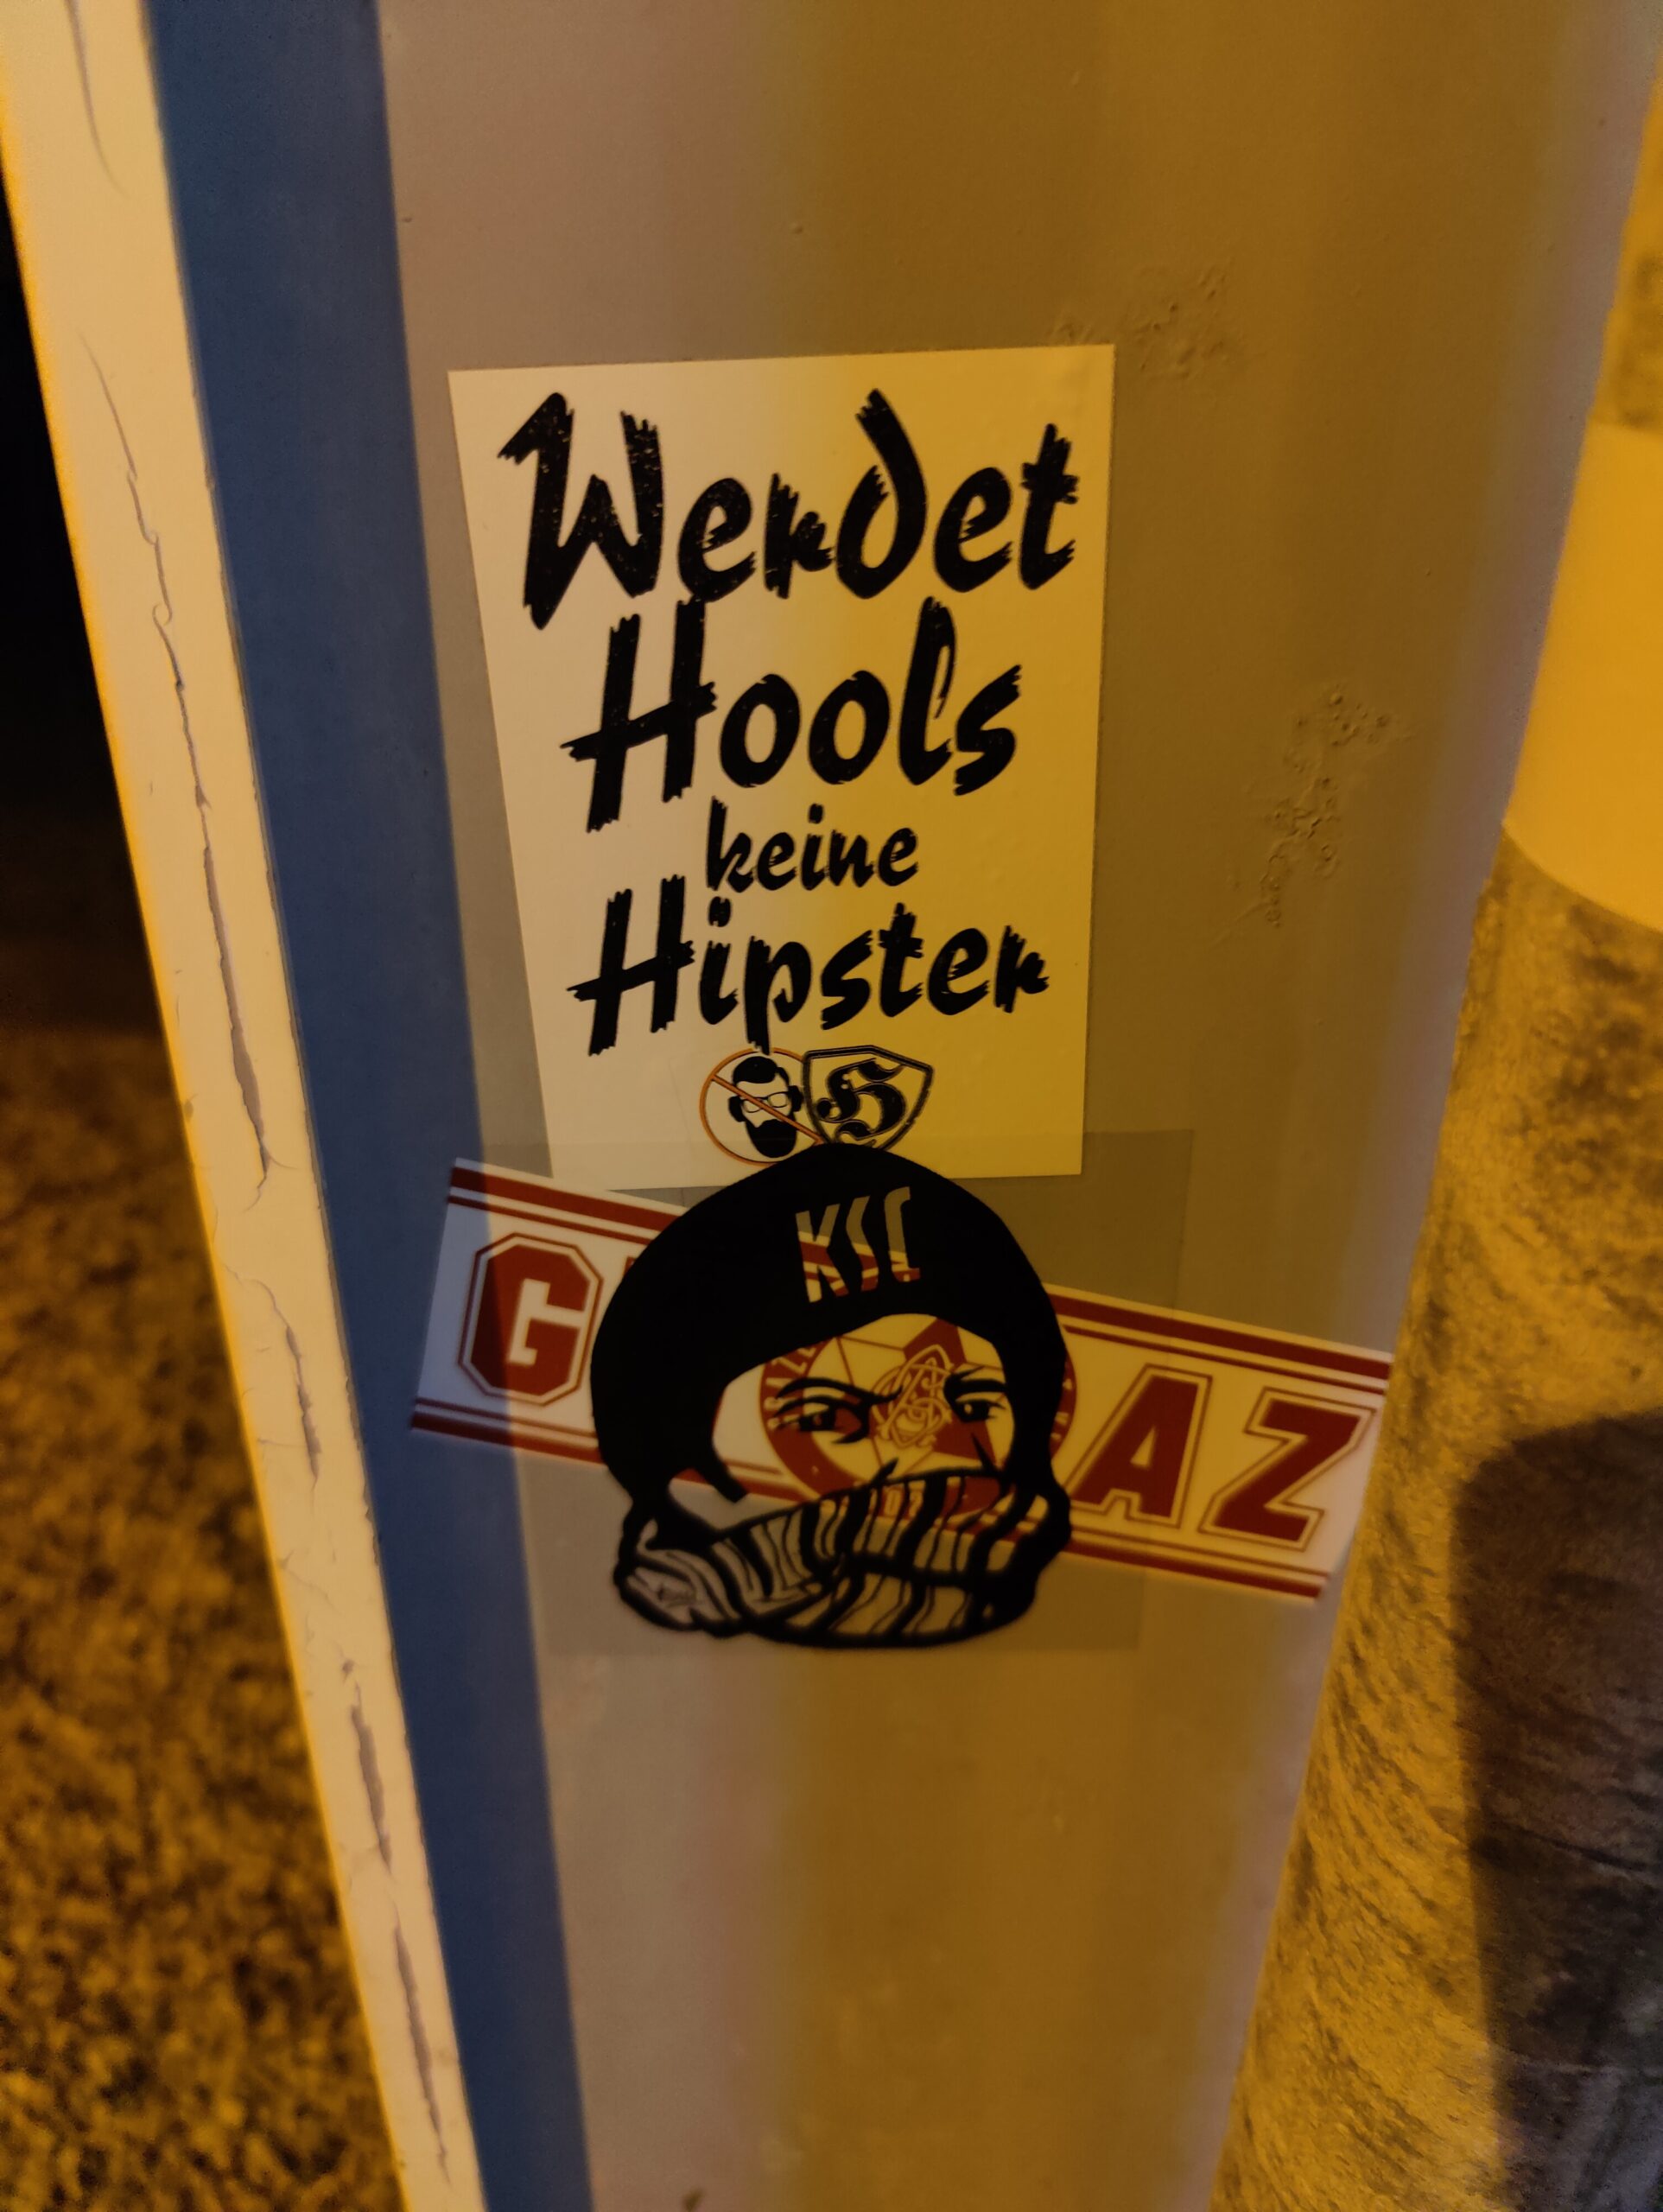 Werdet
Hools
keine
Hipster
H
KSC
G AZ